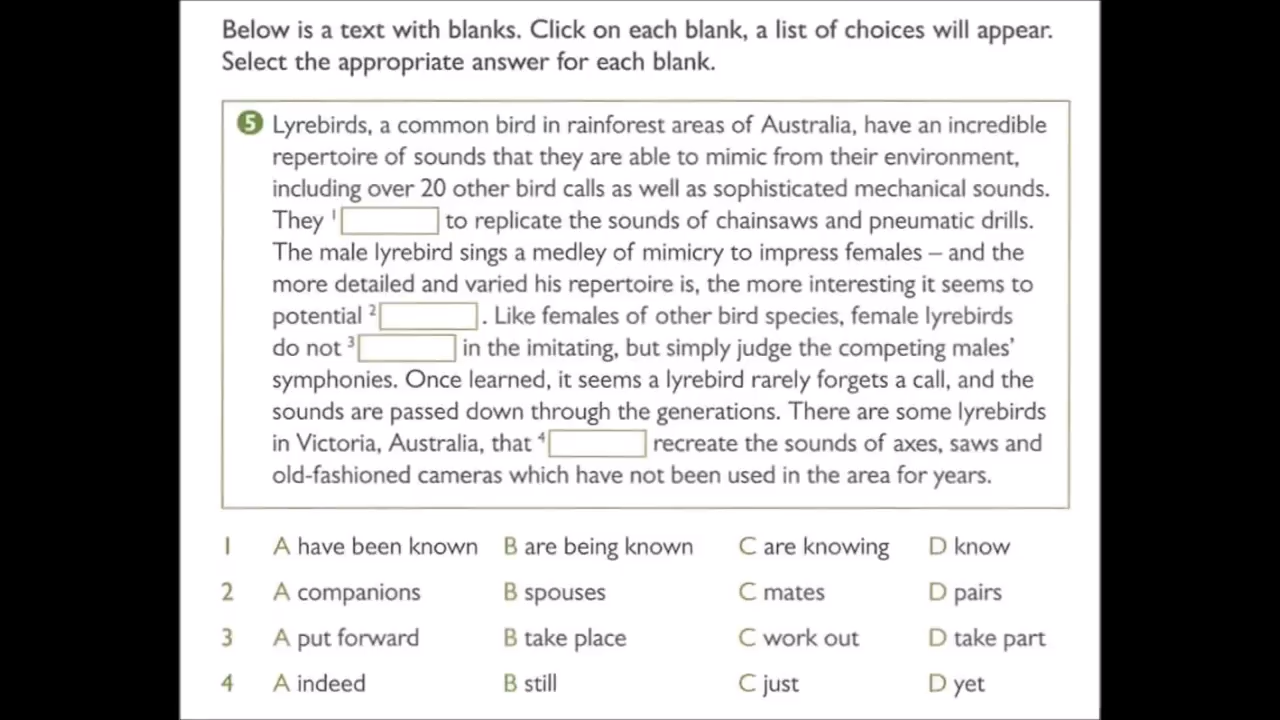 Below is a text with blanks. Click on each blank, a list of choices will appear.
Select the appropriate answer for each blank.
5 Lyrebirds, a common bird in rainforest areas of Australia, have an incredible
repertoire of sounds that they are able to mimic from their environment,
including over 20 other bird calls as well as sophisticated mechanical sounds.
They 1 to replicate the sounds of chainsaws and pneumatic drills.
The male lyrebird sings a medley of mimicry to impress females – and the
more detailed and varied his repertoire is, the more interesting it seems to
potential 2 . Like females of other bird species, female lyrebirds
do not 3 in the imitating, but simply judge the competing males'
symphonies. Once learned, it seems a lyrebird rarely forgets a call, and the
sounds are passed down through the generations. There are some lyrebirds
in Victoria, Australia, that 4 recreate the sounds of axes, saws and
old-fashioned cameras which have not been used in the area for years.
1 A have been known B are being known C are knowing D know
2 A companions B spouses C mates D pairs
3 A put forward B take place C work out D take part
4 A indeed B still C just D yet